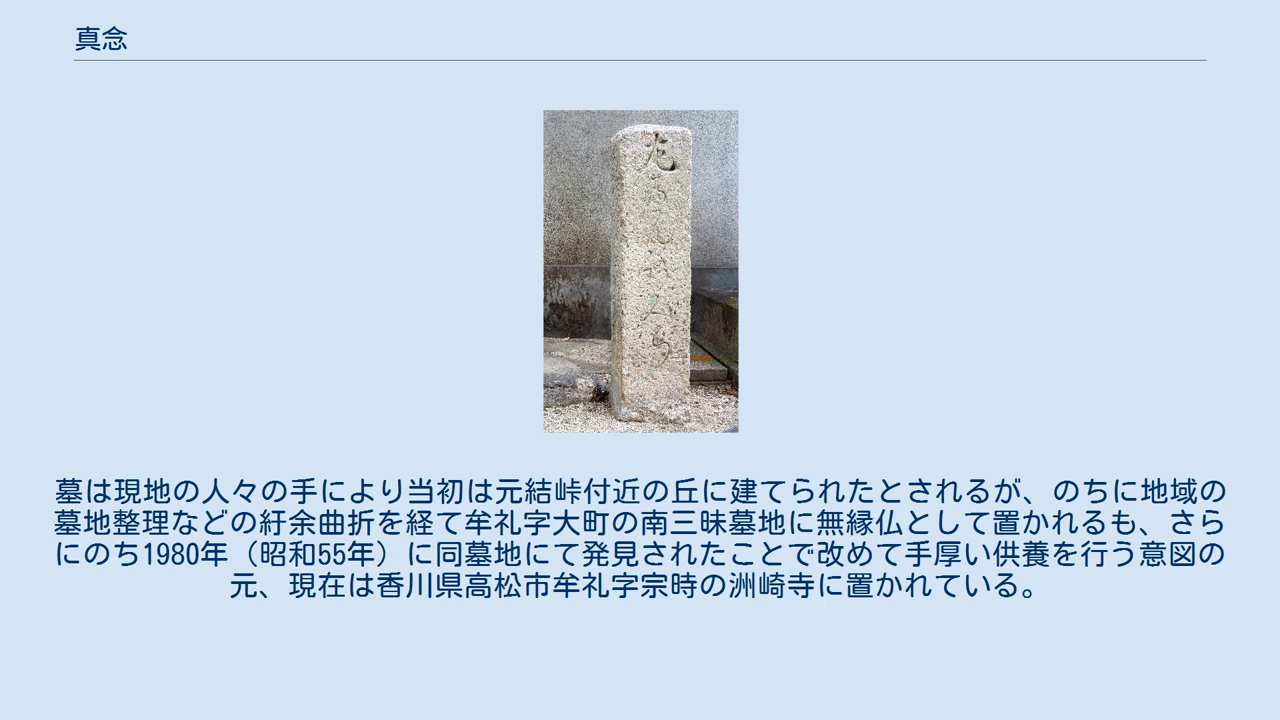 真念
墓は現地の人々の手により当初は元結峠付近の丘に建てられたとされるが、のちに地域の
墓地整理などの紆余曲折を経て牟礼字大町の南三昧墓地に無縁仏として置かれるも、さら
にのち1980年（昭和55年）に同墓地にて発見されたことで改めて手厚い供養を行う意図の
元、現在は香川県高松市牟礼字宗時の洲崎寺に置かれている。